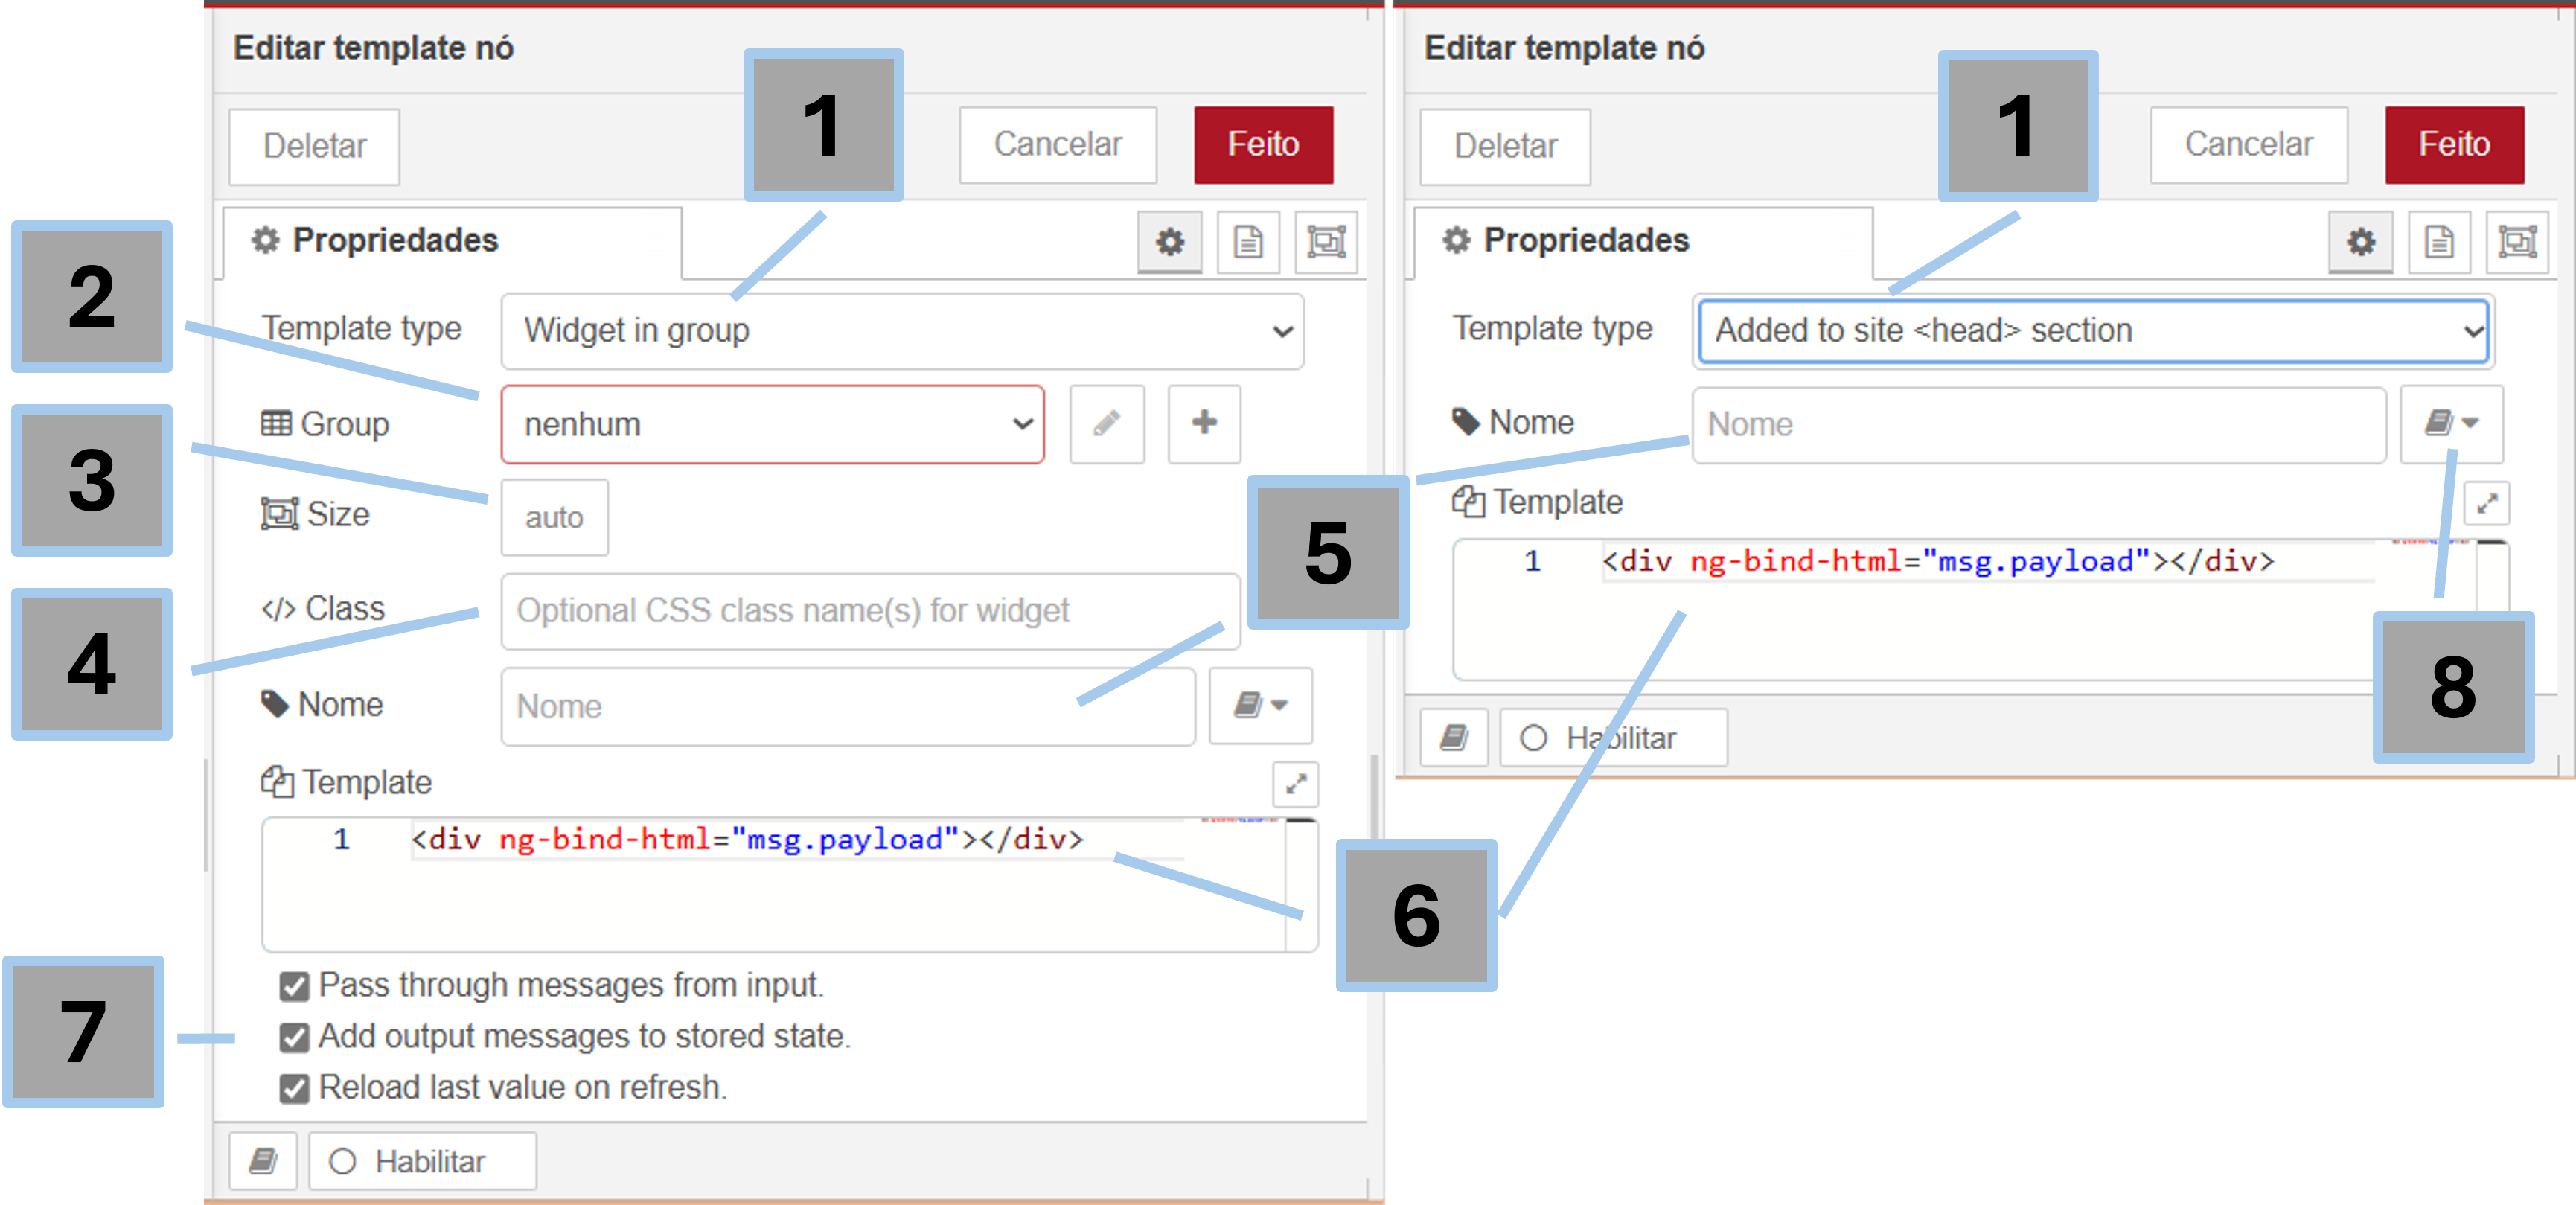 Editar template nó
Deletar
1
Cancelar
Feito
Propriedades
2
Template type
Widget in group
Group
nenhum
3
Size
auto
4
</> Class
Optional CSS class name(s) for widget
5
Nome
Nome
Template
1 <div ng-bind-html="msg.payload"></div>
6
7
Pass through messages from input.
Add output messages to stored state.
Reload last value on refresh.
Habilitar
Editar template nó
Deletar
1
Cancelar
Feito
Propriedades
Template type
Added to site <head> section
Nome
Nome
Template
1 <div ng-bind-html="msg.payload"></div>
8
Habilitar